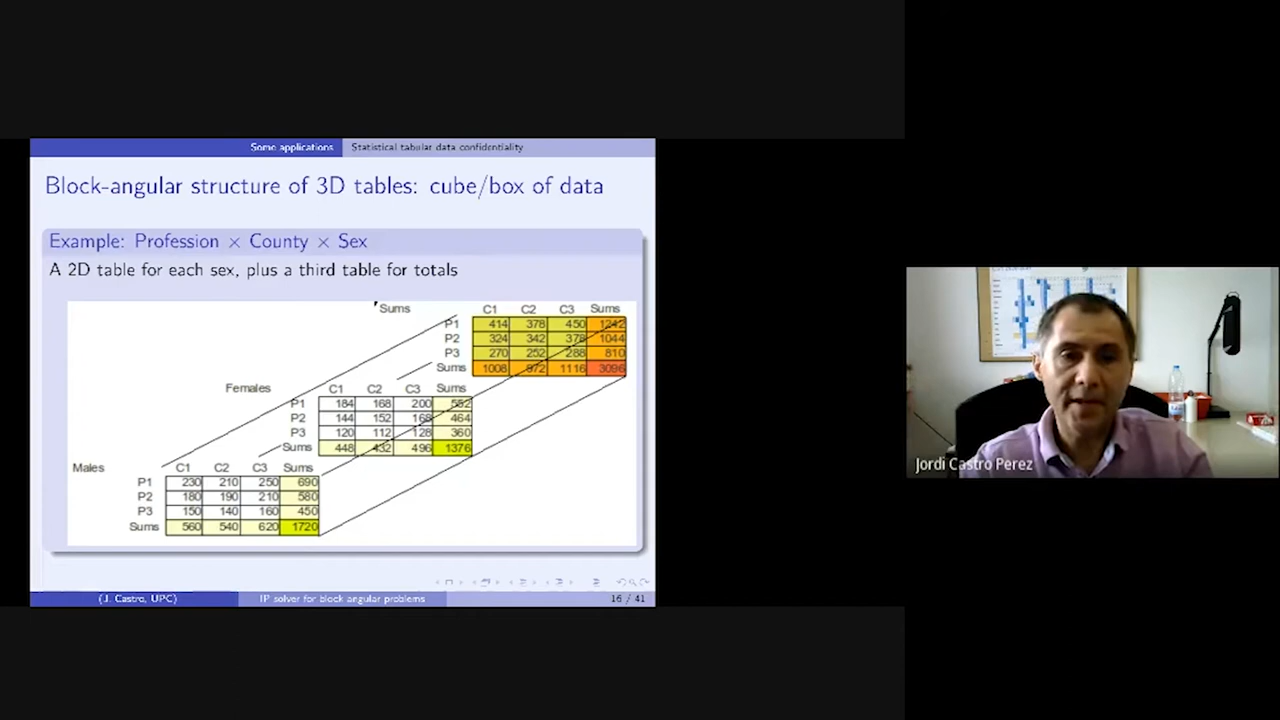 Some applications Statistical tabular data confidentiality
Block-angular structure of 3D tables: cube/box of data
Example: Profession × County × Sex
A 2D table for each sex, plus a third table for totals
Sums C1 C2 C3 Sums
P1 414 378 450 1242
P2 324 342 378 1044
P3 270 252 288 810
Sums 1008 972 1116 3096
Females C1 C2 C3 Sums
P1 184 168 200 552
P2 144 152 168 464
P3 120 112 128 360
Sums 448 432 496 1376
Males C1 C2 C3 Sums
P1 230 210 250 690
P2 180 190 210 580
P3 150 140 160 450
Sums 560 540 620 1720
(J. Castro, UPC) IP solver for block angular problems 16 / 41
Jordi Castro Perez